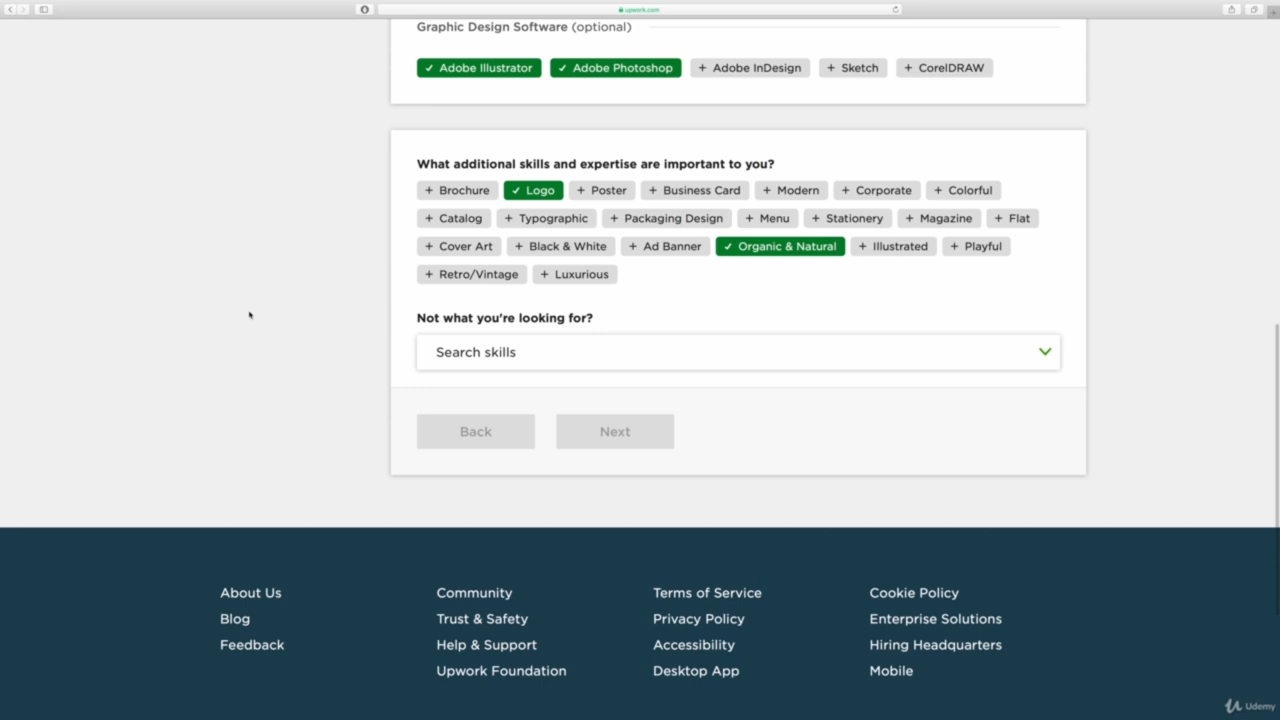 upwork.com
Graphic Design Software (optional)
✓ Adobe Illustrator ✓ Adobe Photoshop + Adobe InDesign + Sketch + CorelDRAW
What additional skills and expertise are important to you?
+ Brochure ✓ Logo + Poster + Business Card + Modern + Corporate + Colorful
+ Catalog + Typographic + Packaging Design + Menu + Stationery + Magazine + Flat
+ Cover Art + Black & White + Ad Banner ✓ Organic & Natural + Illustrated + Playful
+ Retro/Vintage + Luxurious
Not what you're looking for?
Search skills
Back Next
About Us Community Terms of Service Cookie Policy
Blog Trust & Safety Privacy Policy Enterprise Solutions
Feedback Help & Support Accessibility Hiring Headquarters
Upwork Foundation Desktop App Mobile
Udemy